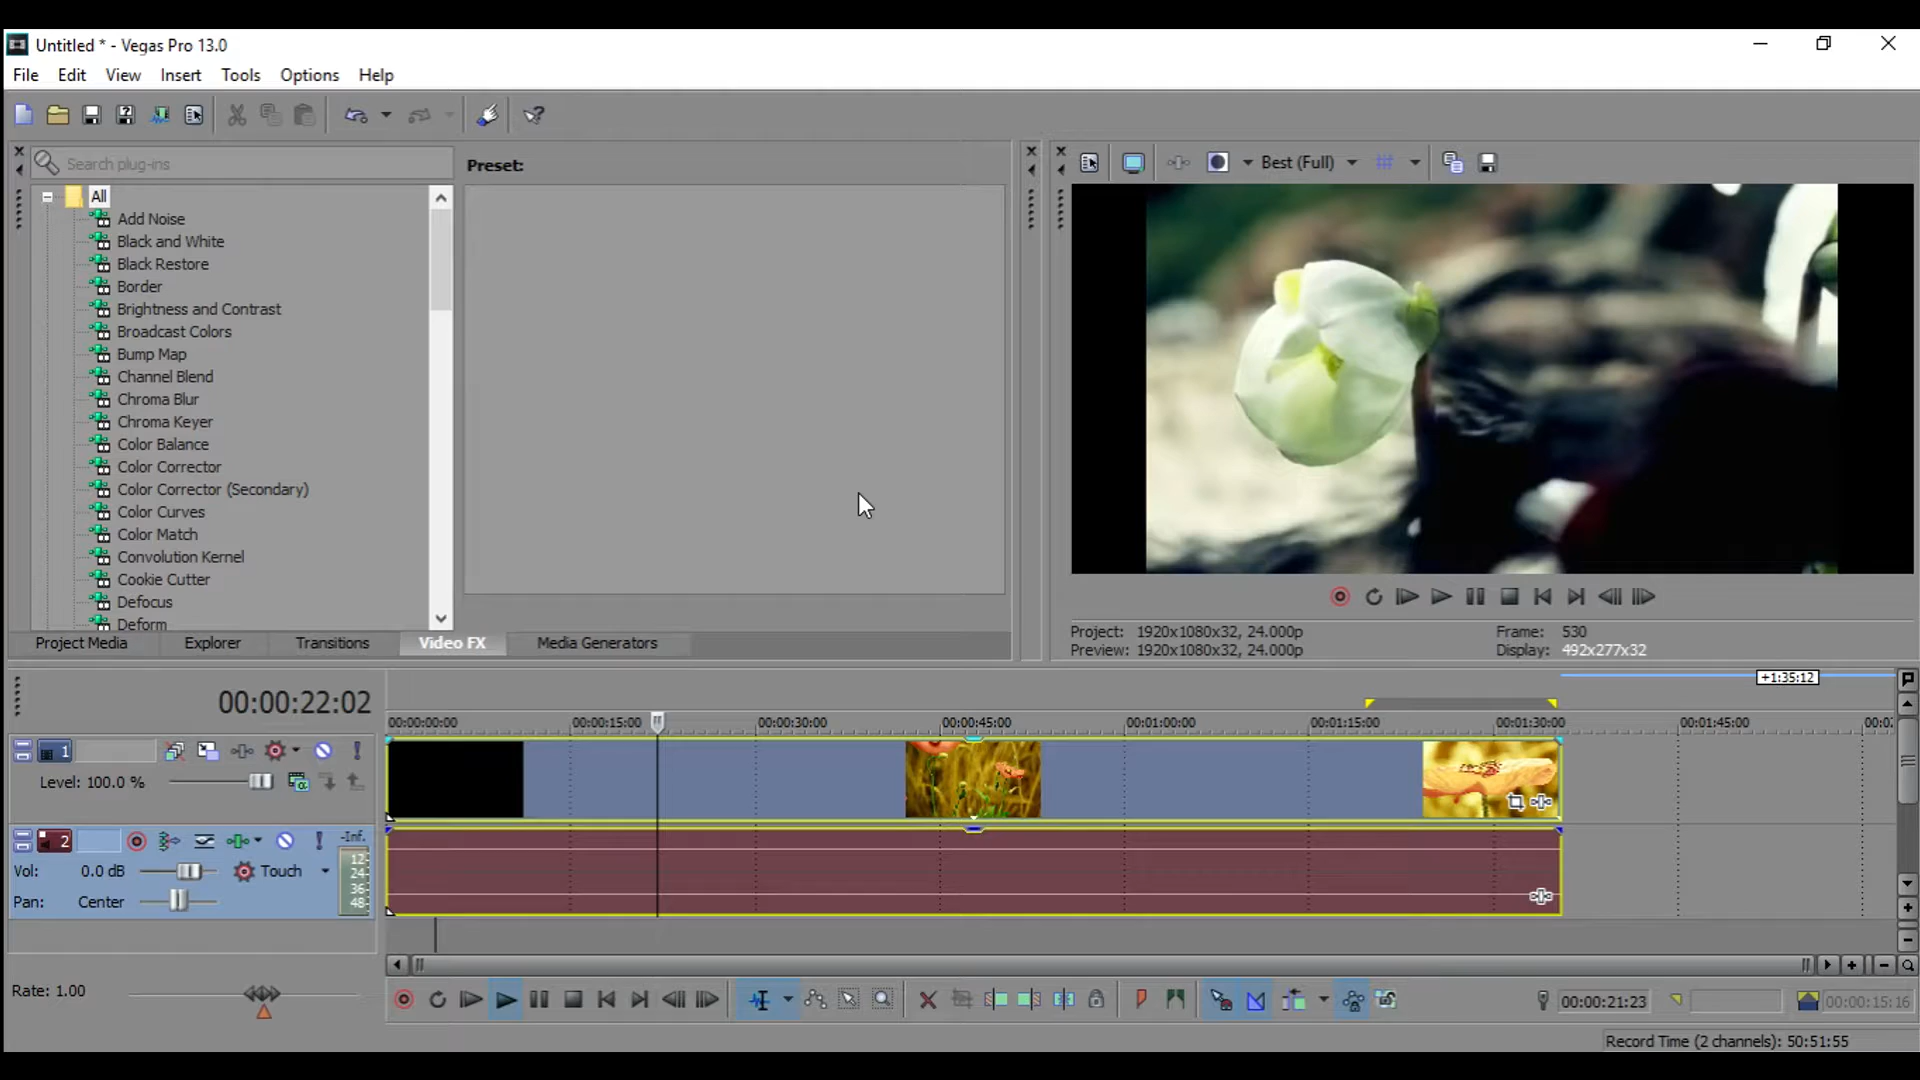 Untitled * - Vegas Pro 13.0
File Edit View Insert Tools Options Help
Search plug-ins
Preset:
Best (Full)
All
Add Noise
Black and White
Black Restore
Border
Brightness and Contrast
Broadcast Colors
Bump Map
Channel Blend
Chroma Blur
Chroma Keyer
Color Balance
Color Corrector
Color Corrector (Secondary)
Color Curves
Color Match
Convolution Kernel
Cookie Cutter
Defocus
Deform
Project Media Explorer Transitions Video FX Media Generators
Project: 1920x1080x32, 24.000p Frame: 530
Preview: 1920x1080x32, 24.000p Display: 492x277x32
+1:35:12
00:00:22:02
00:00:00:00 00:00:15:00 00:00:30:00 00:00:45:00 00:01:00:00 00:01:15:00 00:01:30:00 00:01:45:00
1
Level: 100.0 %
2 -Inf.
12
24
36
48
Vol: 0.0 dB Touch
Pan: Center
Rate: 1.00
00:00:21:23 00:00:15:16
Record Time (2 channels): 50:51:55